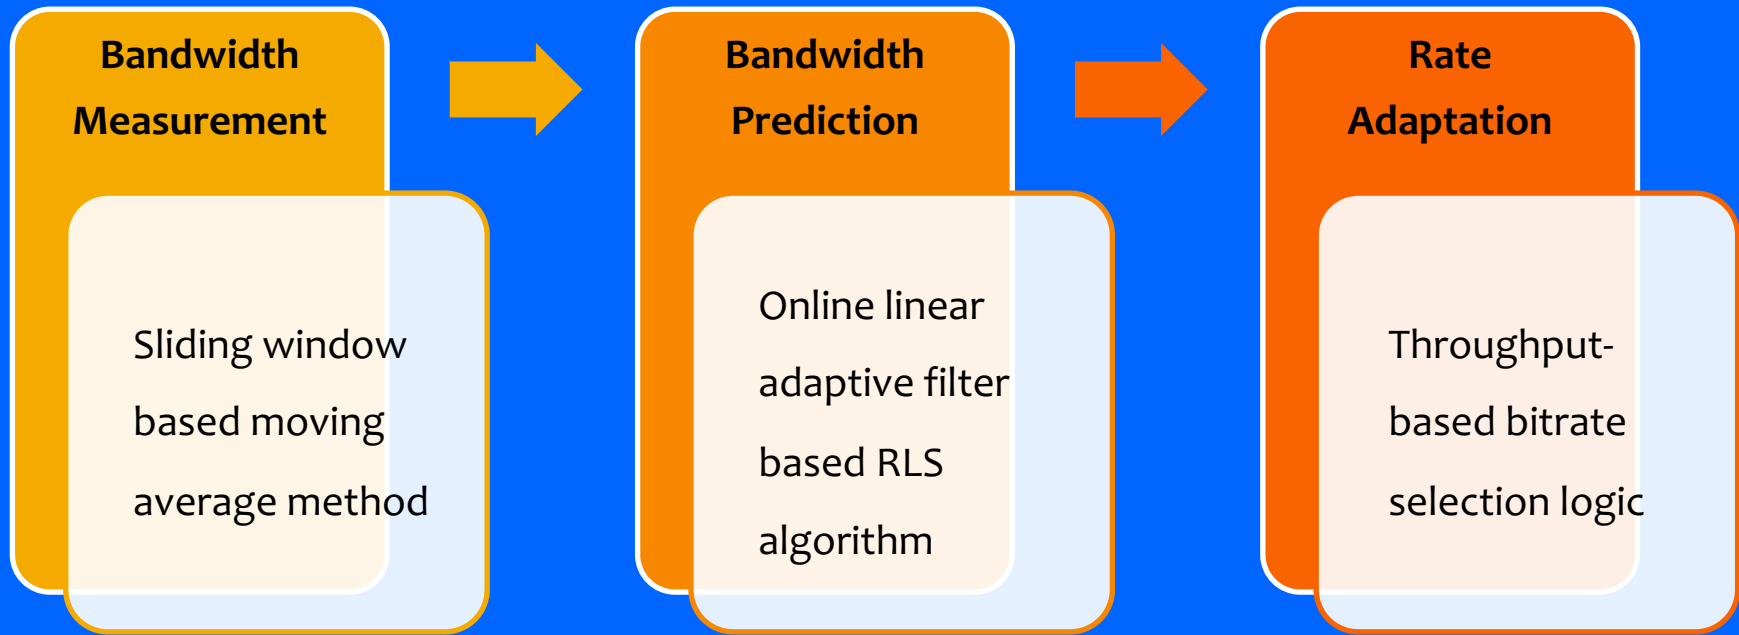 Bandwidth
Measurement
Sliding window
based moving
average method
Bandwidth
Prediction
Online linear
adaptive filter
based RLS
algorithm
Rate
Adaptation
Throughput-
based bitrate
selection logic